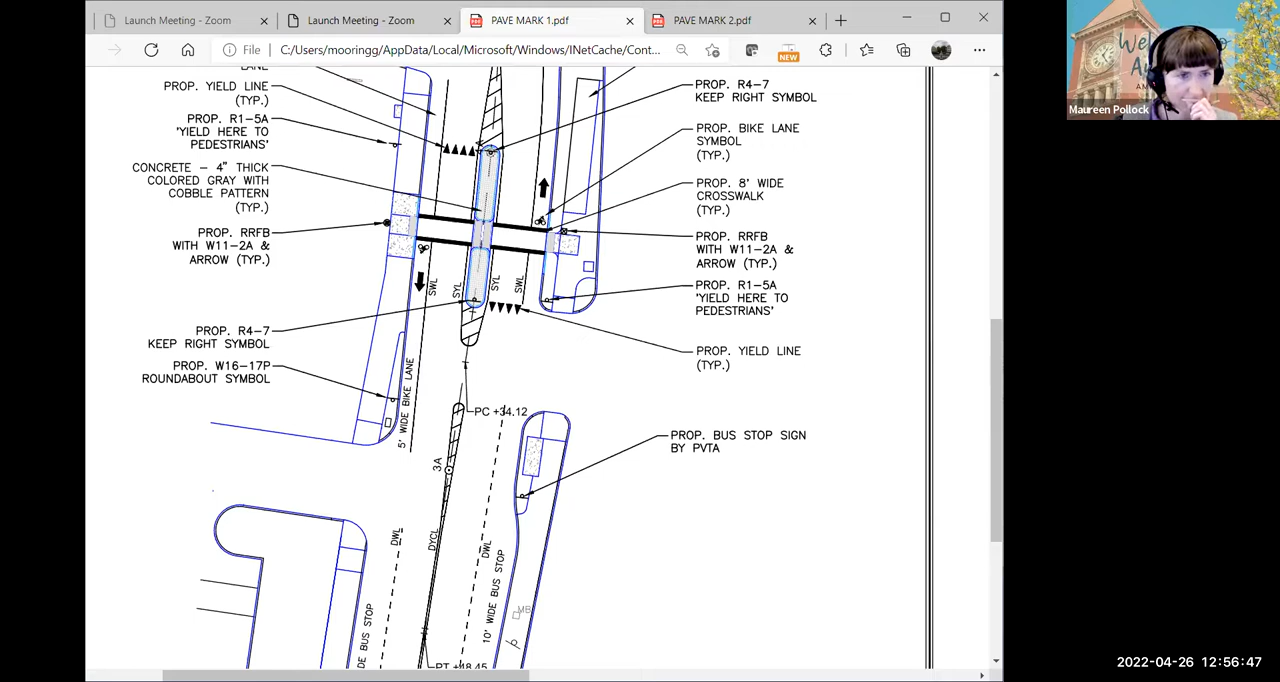 Launch Meeting - Zoom
Launch Meeting - Zoom
PAVE MARK 1.pdf
PAVE MARK 2.pdf
File
C:/Users/mooringg/AppData/Local/Microsoft/Windows/INetCache/Cont...
NEW
LANE
PROP. YIELD LINE
(TYP.)
PROP. R1-5A
'YIELD HERE TO
PEDESTRIANS'
CONCRETE - 4" THICK
COLORED GRAY WITH
COBBLE PATTERN
(TYP.)
PROP. RRFB
WITH W11-2A &
ARROW (TYP.)
PROP. R4-7
KEEP RIGHT SYMBOL
PROP. W16-17P
ROUNDABOUT SYMBOL
PROP. R4-7
KEEP RIGHT SYMBOL
PROP. BIKE LANE
SYMBOL
(TYP.)
PROP. 8' WIDE
CROSSWALK
(TYP.)
PROP. RRFB
WITH W11-2A &
ARROW (TYP.)
PROP. R1-5A
'YIELD HERE TO
PEDESTRIANS'
PROP. YIELD LINE
(TYP.)
PROP. BUS STOP SIGN
BY PVTA
SWL
SYL
SYL
SWL
5' WIDE BIKE LANE
PC +34.12
3A
DWL
DYCL
DWL
10' WIDE BUS STOP
DE BUS STOP
MB
PT +48.45
Maureen Pollock
2022-04-26 12:56:47